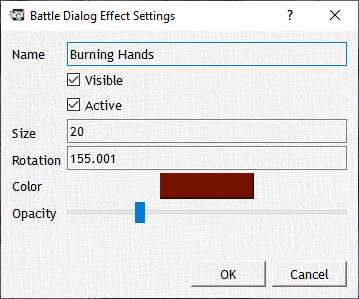 Battle Dialog Effect Settings ?
Name Burning Hands
Visible
Active
Size 20
Rotation 155.001
Color
Opacity
OK Cancel